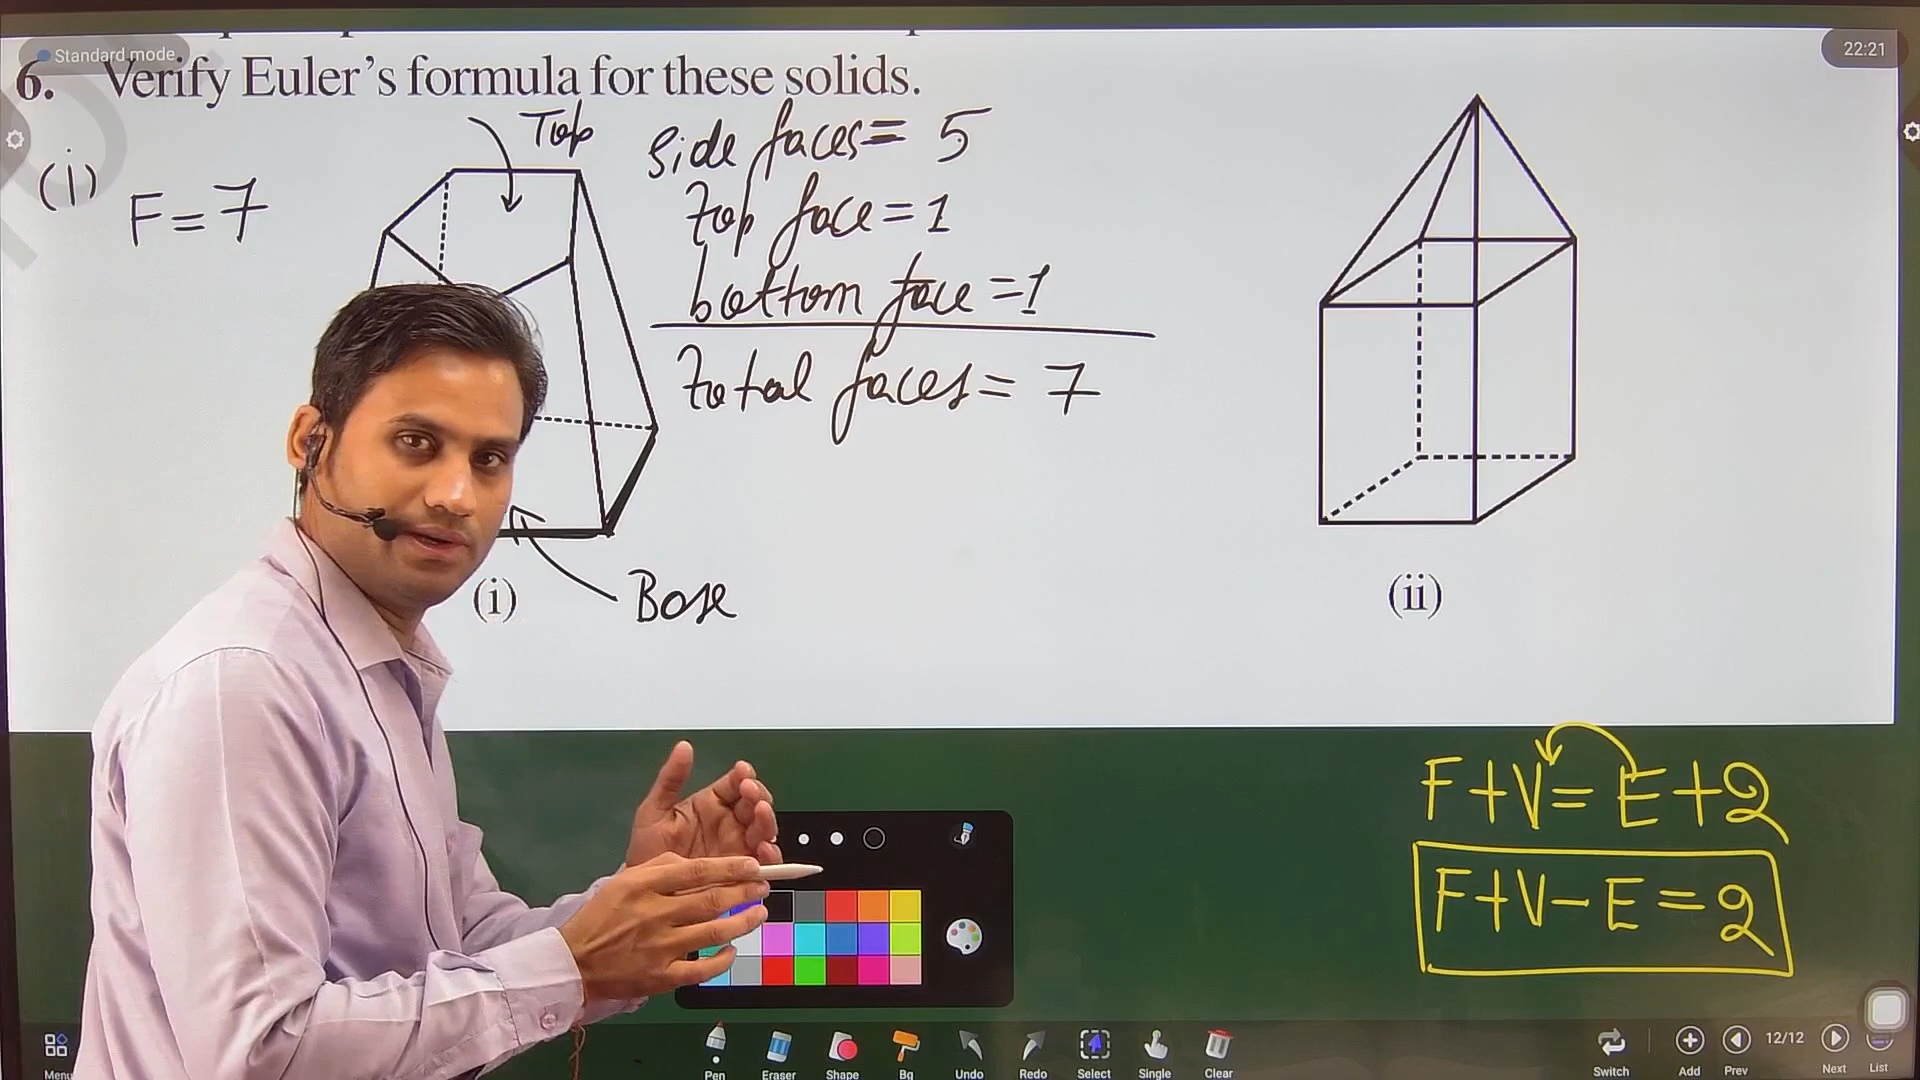 Standard mode
22:21
6. Verify Euler's formula for these solids.
(i)
F = 7
Top
Side faces = 5
Top face = 1
bottom face = 1
Total faces = 7
Base
(i)
(ii)
F + V = E + 2
F + V − E = 2
Menu
Pen Eraser Shape Bg Undo Redo Select Single Clear
Switch Add Prev 12/12 Next List